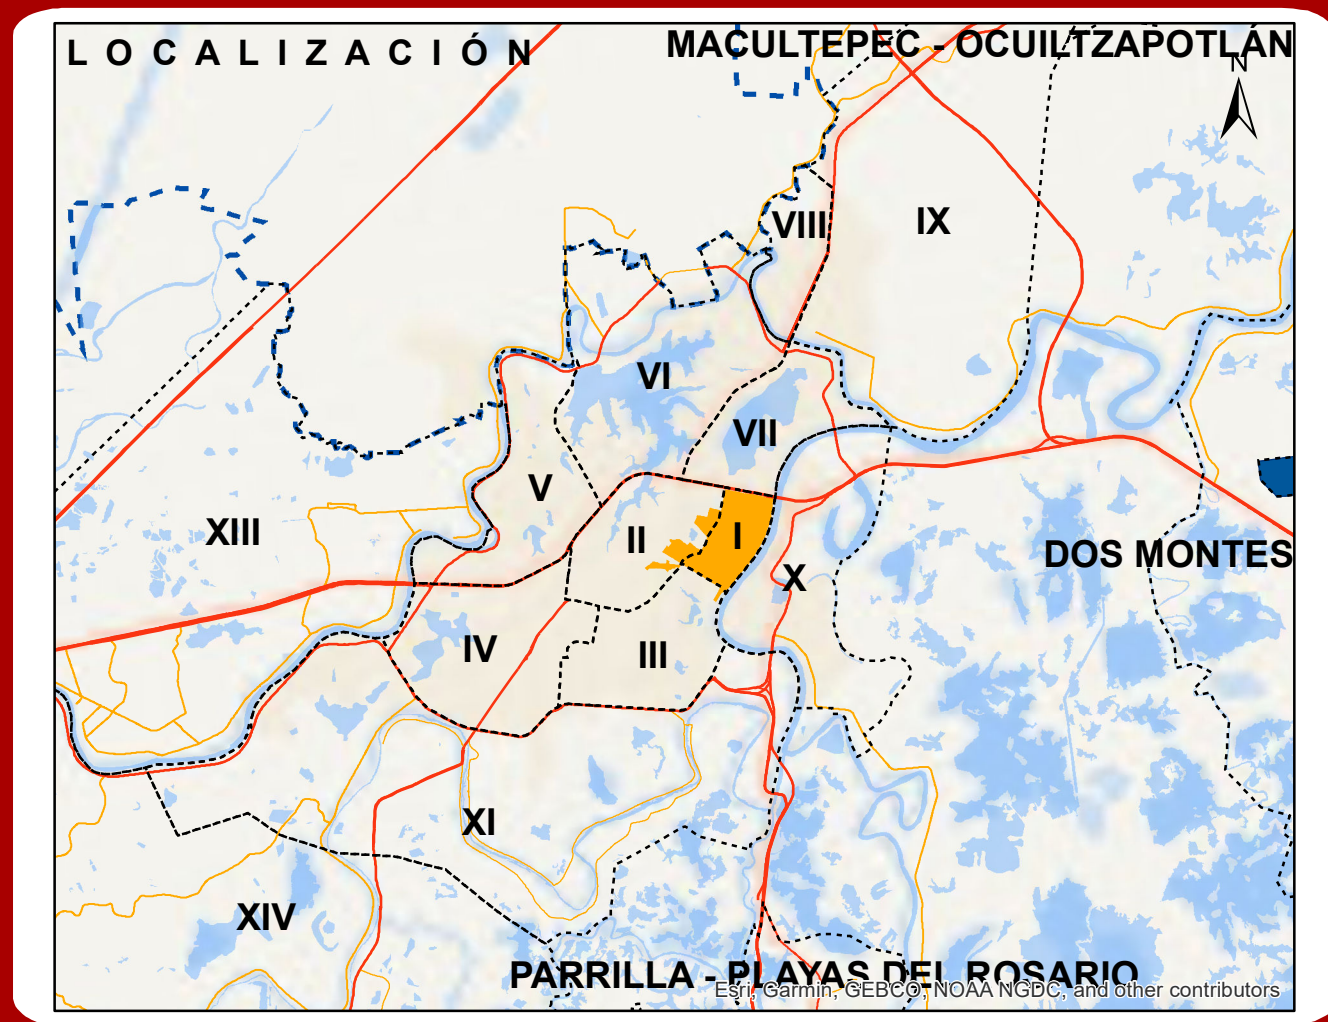 LOCALIZACIÓN
MACULTEPEC - OCUILTZAPOTLÁN
N
VIII
IX
VI
VII
V
XIII
II
I
DOS MONTES
X
IV
III
XI
XIV
PARRILLA - PLAYAS DEL ROSARIO
Esri, Garmin, GEBCO, NOAA NGDC, and other contributors